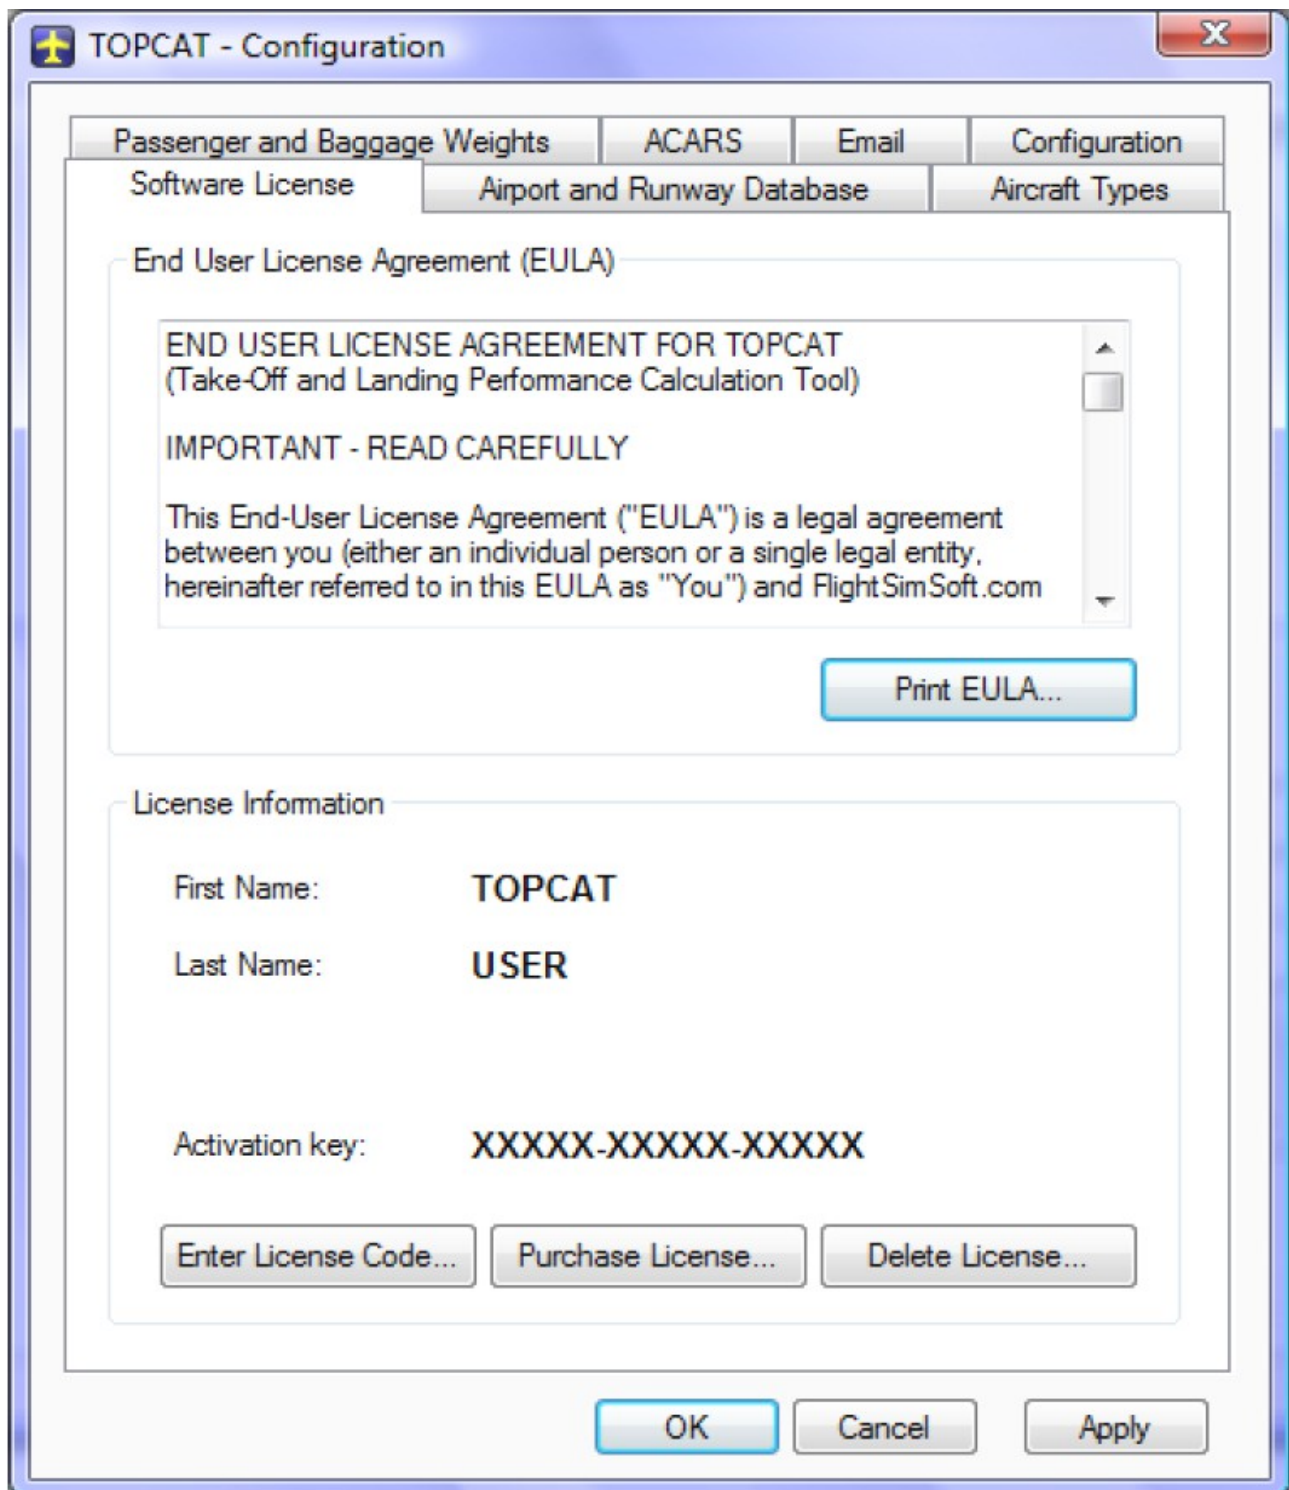 TOPCAT - Configuration
Passenger and Baggage Weights
ACARS
Email
Configuration
Software License
Airport and Runway Database
Aircraft Types
End User License Agreement (EULA)
END USER LICENSE AGREEMENT FOR TOPCAT
(Take-Off and Landing Performance Calculation Tool)
IMPORTANT - READ CAREFULLY
This End-User License Agreement ("EULA") is a legal agreement
between you (either an individual person or a single legal entity,
hereinafter referred to in this EULA as "You") and FlightSimSoft.com
Print EULA...
License Information
First Name: TOPCAT
Last Name: USER
Activation key: XXXXX-XXXXX-XXXXX
Enter License Code...
Purchase License...
Delete License...
OK
Cancel
Apply